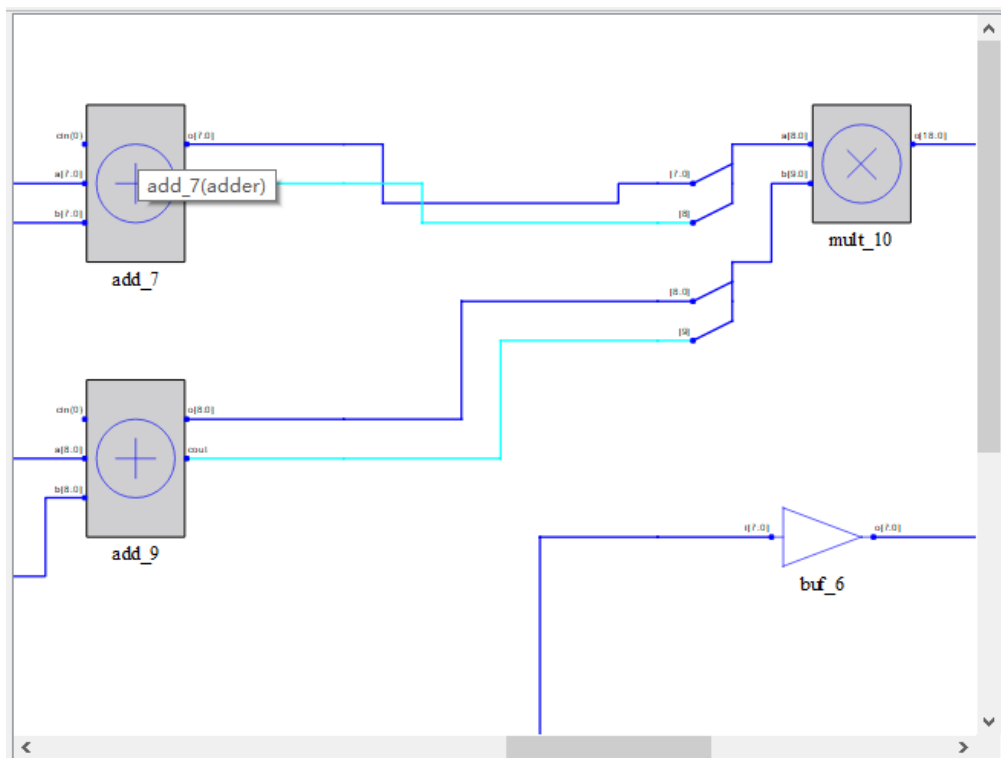 cin(0) o[7.0] a[8.0] o[18.0]
a[7.0] add_7(adder) [7.0] b[9.0]
b[7.0] [8]
mult_10
add_7
[8.0]
[9]
cin(0) o[8.0]
a[8.0] cout
b[8.0]
i[7.0] o[7.0]
add_9
buf_6